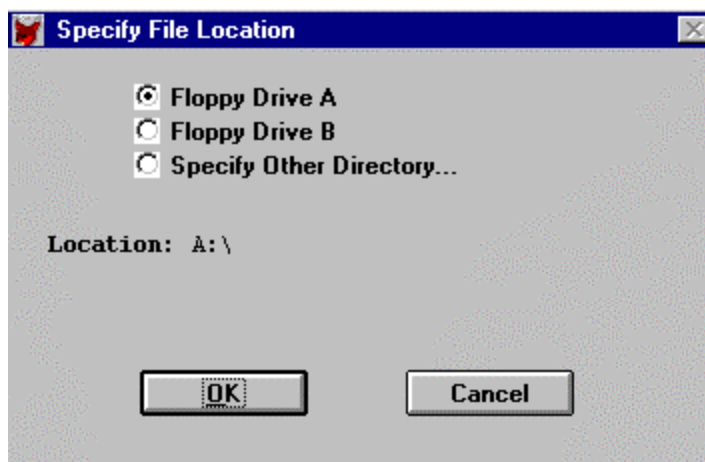 Specify File Location
Floppy Drive A
Floppy Drive B
Specify Other Directory...
Location: A:\
OK
Cancel